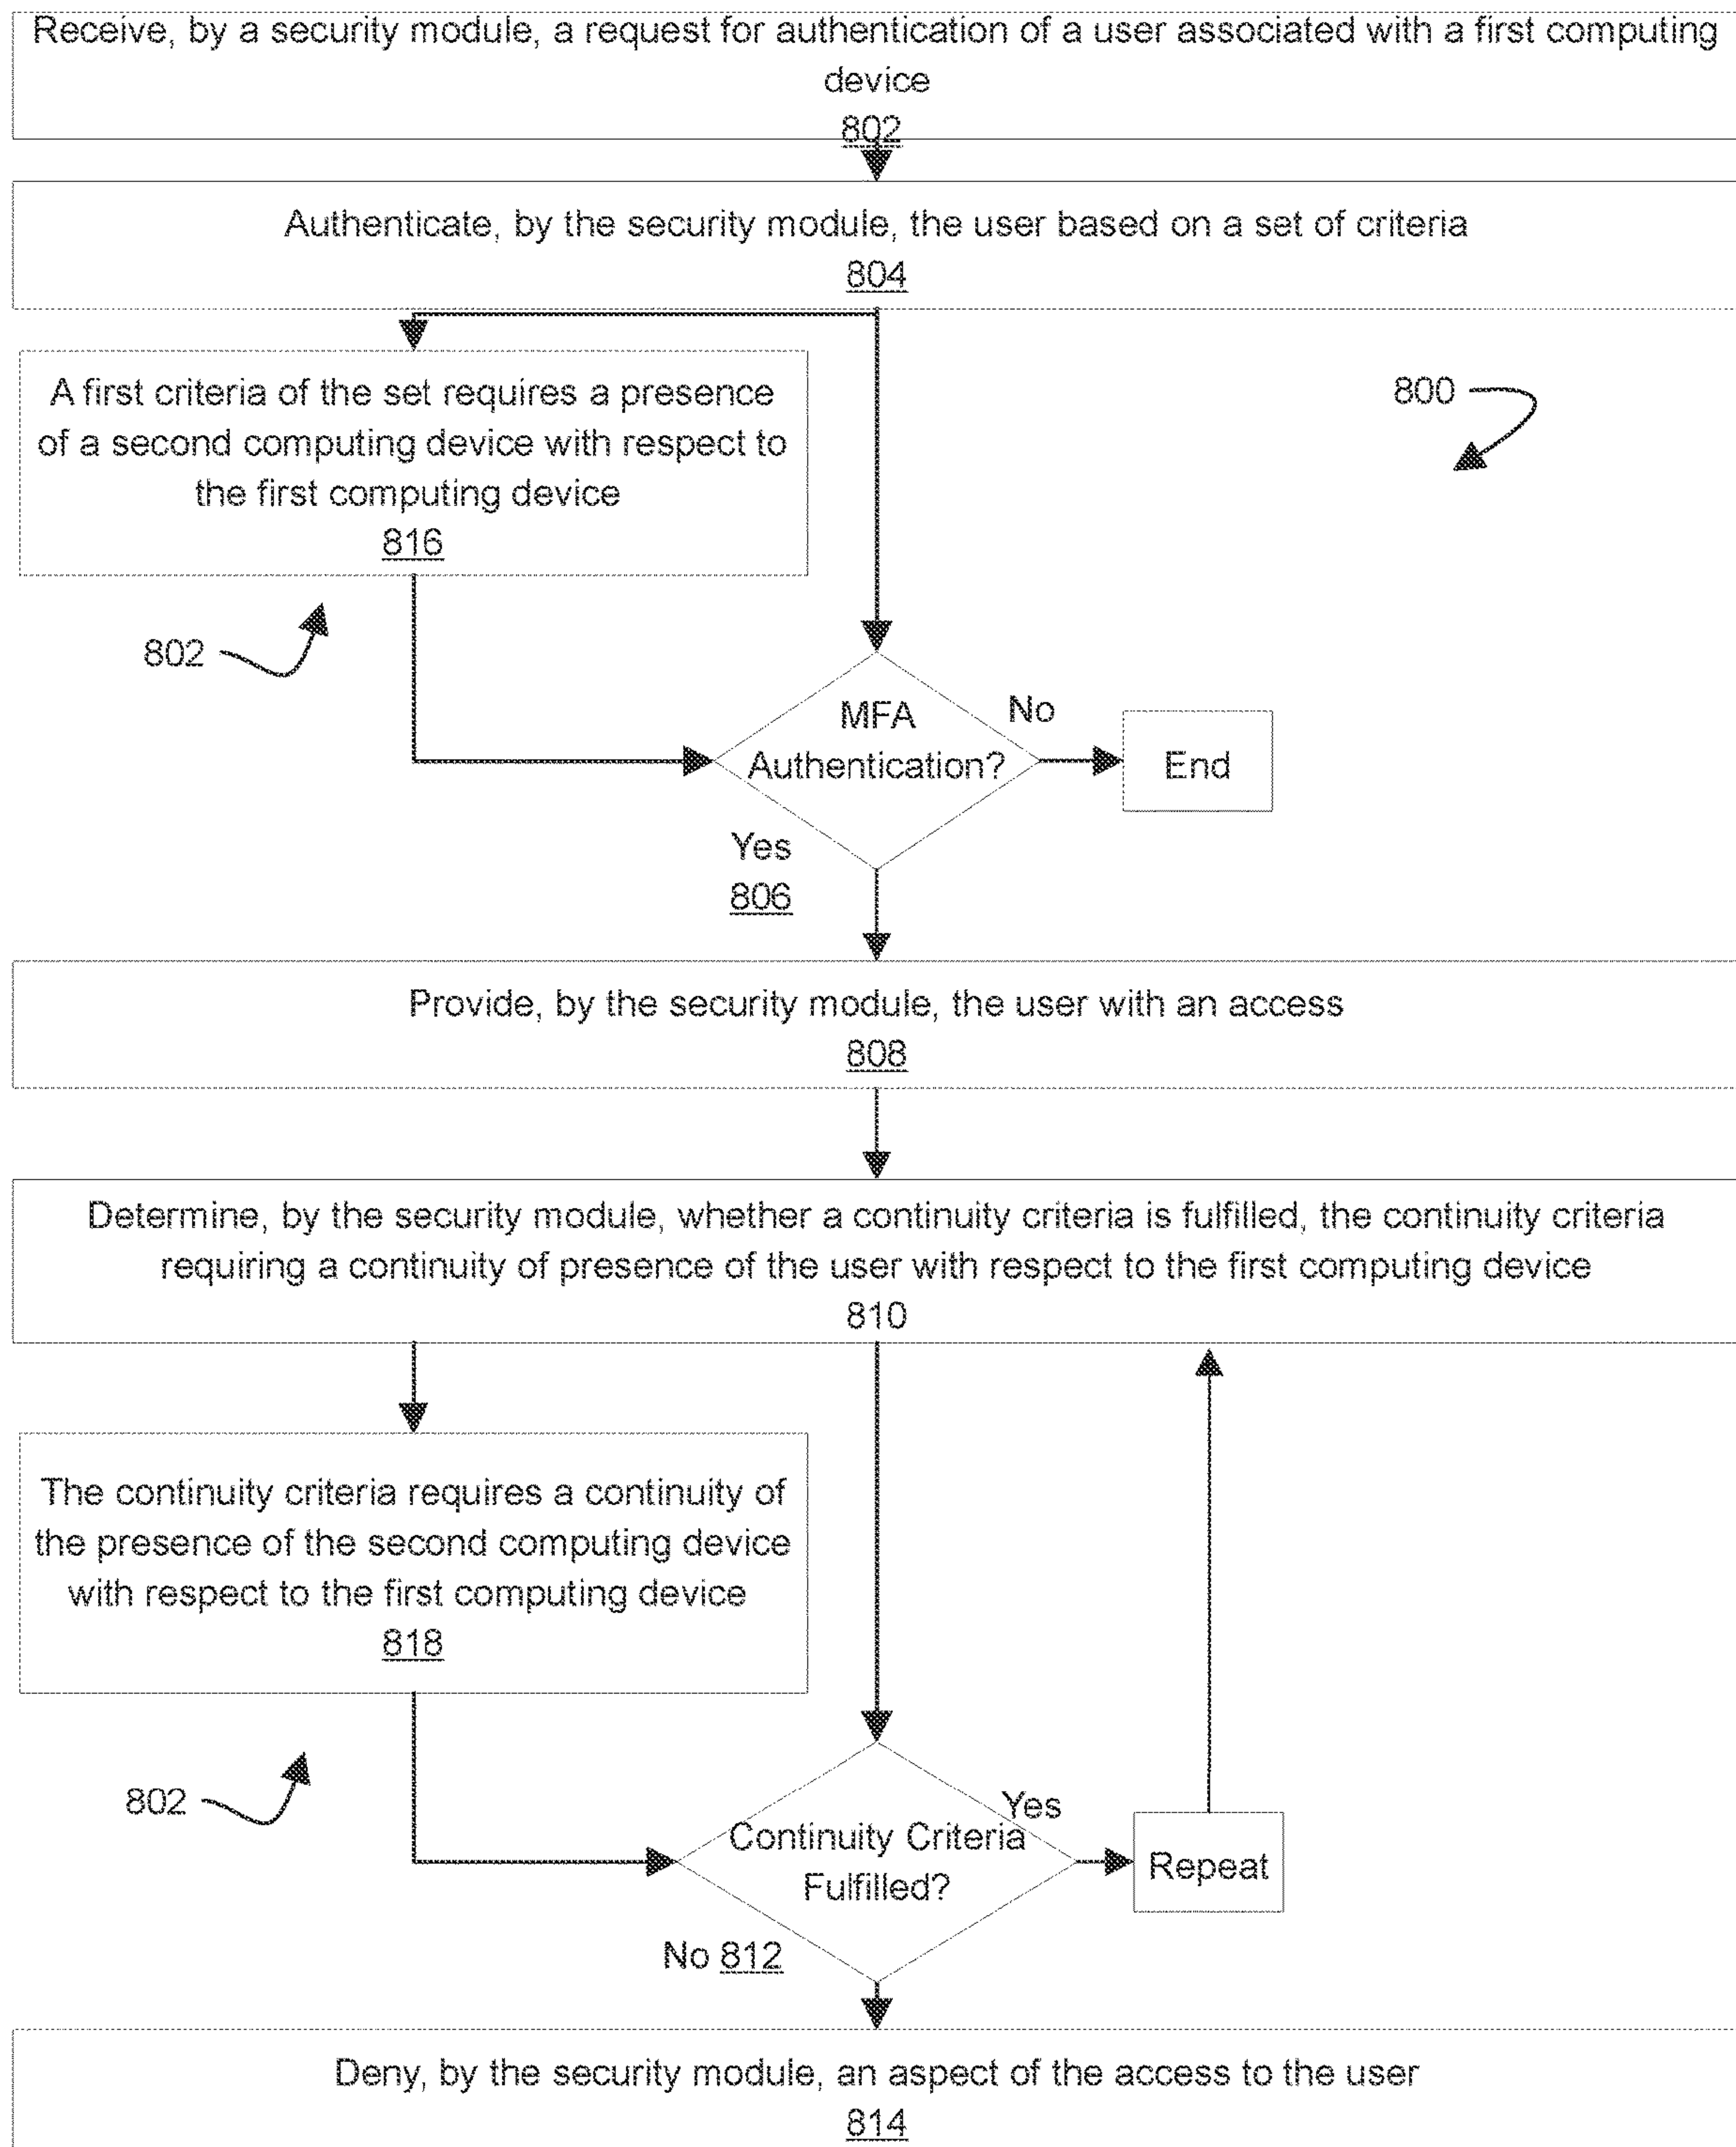 Receive, by a security module, a request for authentication of a user associated with a first computing
device
802
Authenticate, by the security module, the user based on a set of criteria
804
A first criteria of the set requires a presence
of a second computing device with respect to
the first computing device
816
800
802
MFA
Authentication?
No
End
Yes
806
Provide, by the security module, the user with an access
808
Determine, by the security module, whether a continuity criteria is fulfilled, the continuity criteria
requiring a continuity of presence of the user with respect to the first computing device
810
The continuity criteria requires a continuity of
the presence of the second computing device
with respect to the first computing device
818
802
Yes
Continuity Criteria
Fulfilled?
Repeat
No 812
Deny, by the security module, an aspect of the access to the user
814